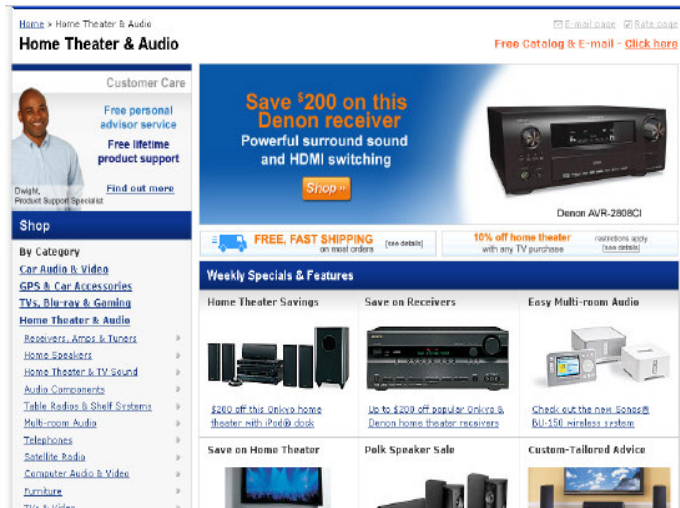 Home > Home Theater & Audio
E-mail page Rate page
Home Theater & Audio
Free Catalog & E-mail - Click here
Customer Care
Free personal
advisor service
Free lifetime
product support
Dwight,
Product Support Specialist
Find out more
Save $200 on this
Denon receiver
Powerful surround sound
and HDMI switching
Shop »
Denon AVR-2808CI
FREE, FAST SHIPPING
on most orders
[see details]
10% off home theater
with any TV purchase
restrictions apply
[see details]
Shop
By Category
Car Audio & Video
GPS & Car Accessories
TVs, Blu-ray & Gaming
Home Theater & Audio
Receivers, Amps & Tuners
Home Speakers
Home Theater & TV Sound
Audio Components
Table Radios & Shelf Systems
Multi-room Audio
Telephones
Satellite Radio
Computer Audio & Video
Furniture
TVs & Video
Weekly Specials & Features
Home Theater Savings
$200 off this Onkyo home
theater with iPod® dock
Save on Receivers
Up to $200 off popular Onkyo &
Denon home theater receivers
Easy Multi-room Audio
Check out the new Sonos®
BU-150 wireless system
Save on Home Theater
Polk Speaker Sale
Custom-Tailored Advice